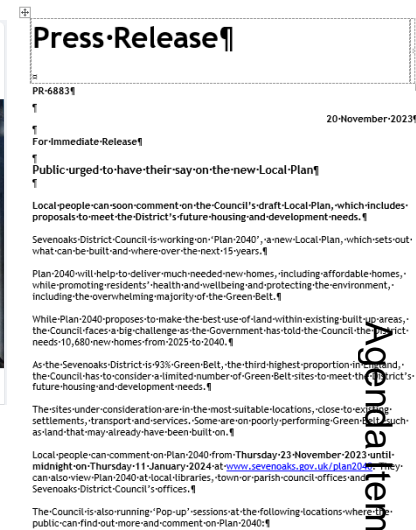 Press Release¶
¤
PR-6883¶
¶
20 November 2023¶
¶
For Immediate Release¶
¶
Public urged to have their say on the new Local Plan¶
¶
Local people can soon comment on the Council's draft Local Plan, which includes
proposals to meet the District's future housing and development needs. ¶
Sevenoaks District Council is working on 'Plan 2040', a new Local Plan, which sets out
what can be built and where over the next 15 years.¶
Plan 2040 will help to deliver much needed new homes, including affordable homes,
while promoting residents' health and wellbeing and protecting the environment,
including the overwhelming majority of the Green Belt.¶
While Plan 2040 proposes to make the best use of land within existing built-up areas,
the Council faces a big challenge as the Government has told the Council the District
needs 10,680 new homes from 2025 to 2040. ¶
As the Sevenoaks District is 93% Green Belt, the third highest proportion in England,
the Council has to consider a limited number of Green Belt sites to meet the District's
future housing and development needs. ¶
The sites under consideration are in the most suitable locations, close to existing
settlements, transport and services. Some are on poorly performing Green Belt such
as land that may already have been built on. ¶
Local people can comment on Plan 2040 from Thursday 23 November 2023 until
midnight on Thursday 11 January 2024 at www.sevenoaks.gov.uk/plan2040. They
can also view Plan 2040 at local libraries, town or parish council offices and
Sevenoaks District Council's offices. ¶
The Council is also running 'Pop up' sessions at the following locations where the
public can find out more and comment on Plan 2040:¶
Agenda Item